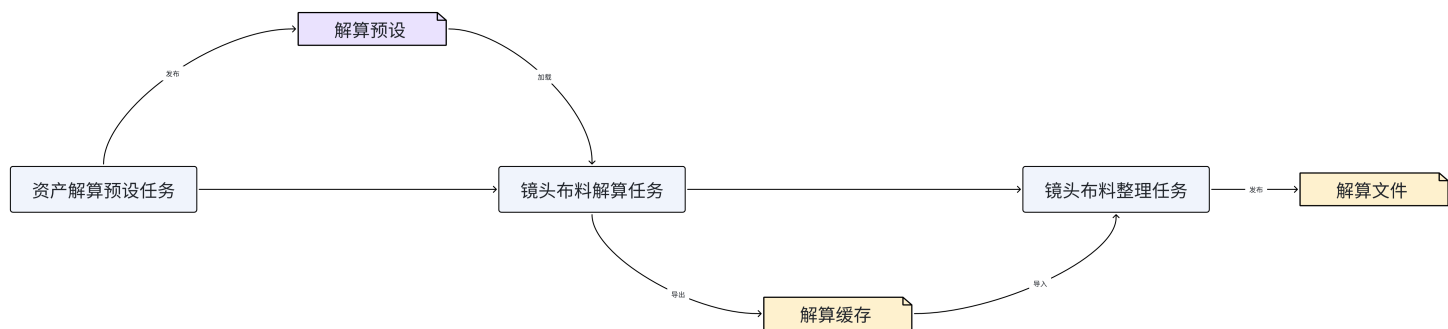 解算预设
发布
加载
资产解算预设任务
镜头布料解算任务
镜头布料整理任务
发布
解算文件
导出
导入
解算缓存